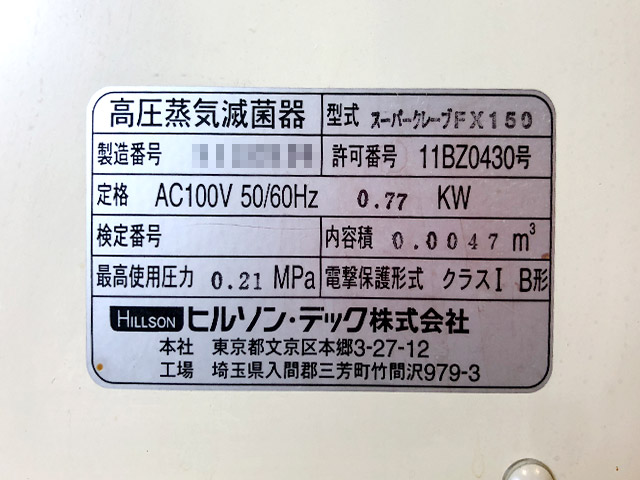 高圧蒸気滅菌器 型式 スーパークレーブFX150
製造番号 許可番号 11BZ0430号
定格 AC100V 50/60Hz 0.77 KW
検定番号 内容積 0.0047 m³
最高使用圧力 0.21 MPa 電撃保護形式 クラスI B形
HILLSON ヒルソン・デック株式会社
本社 東京都文京区本郷3-27-12
工場 埼玉県入間郡三芳町竹間沢979-3